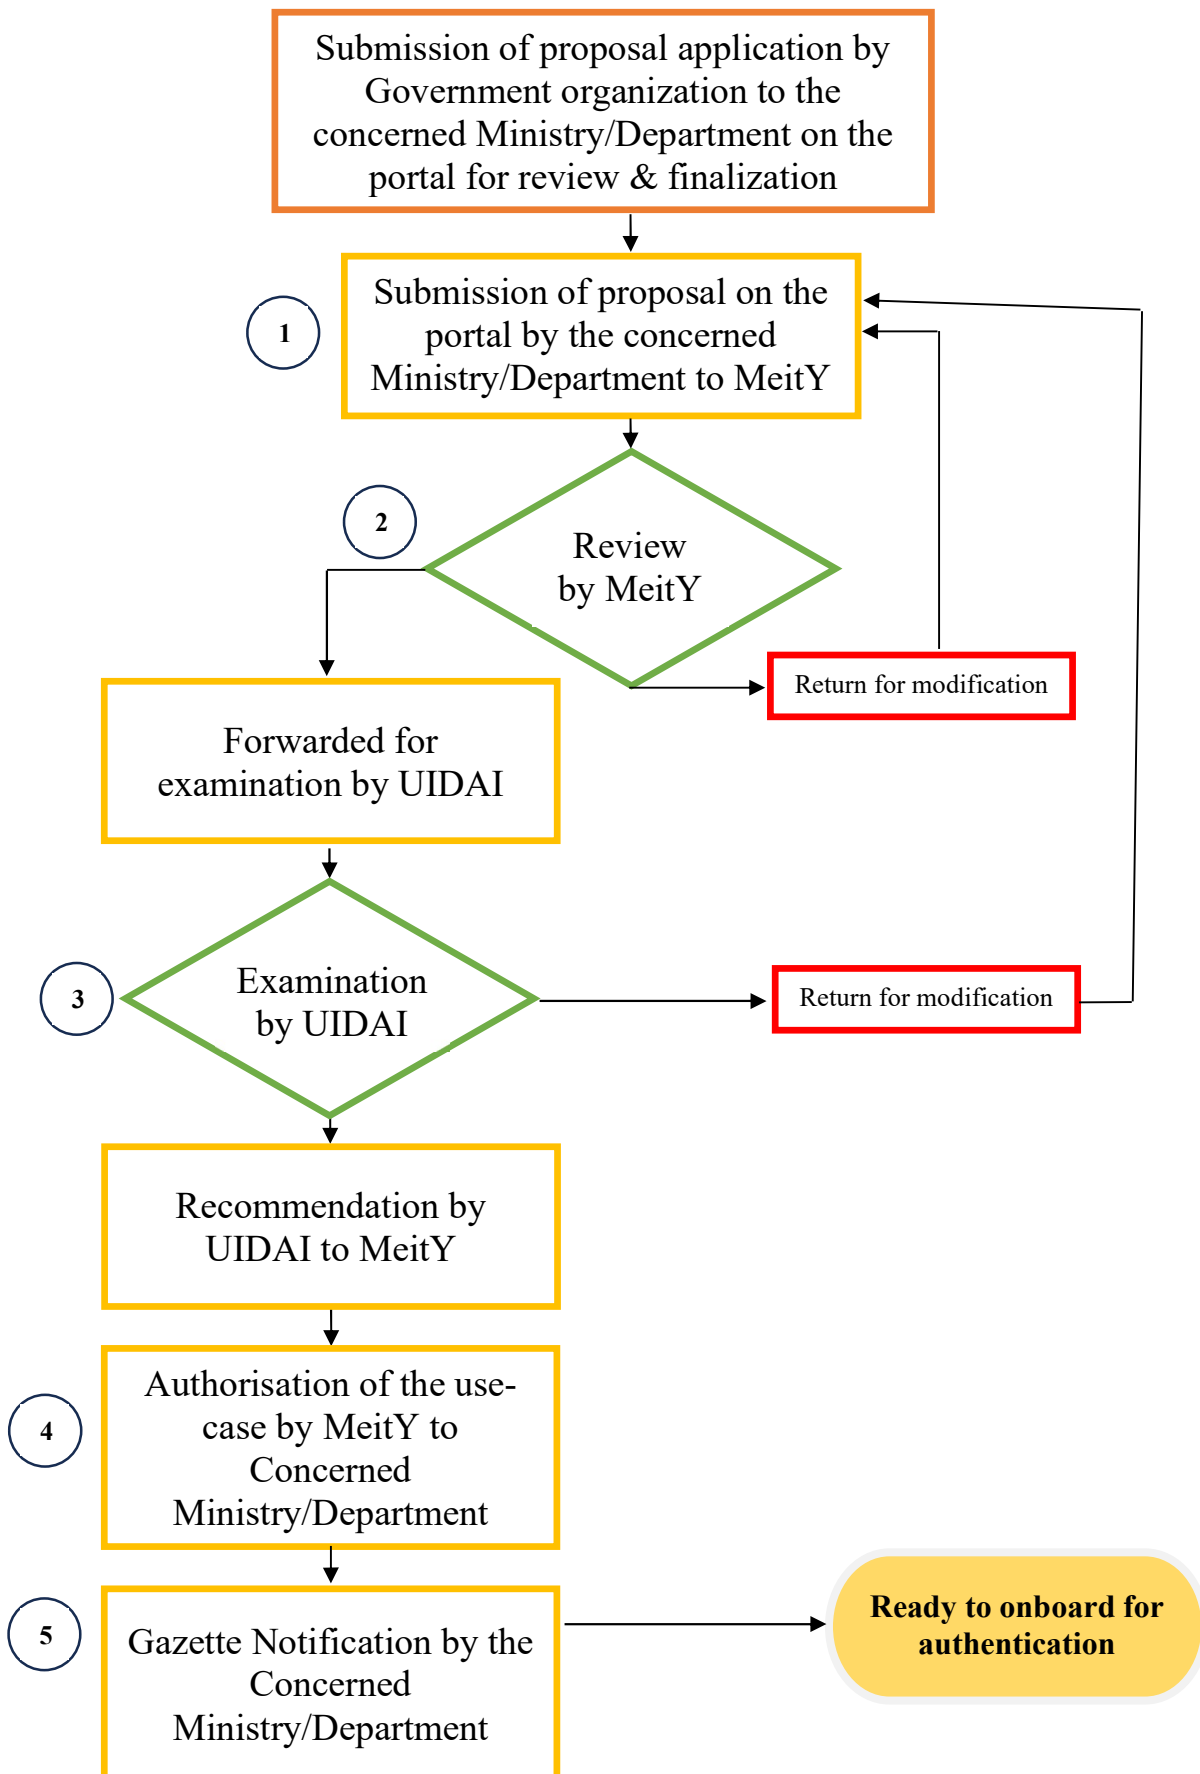 Submission of proposal application by
Government organization to the
concerned Ministry/Department on the
portal for review & finalization
1
Submission of proposal on the
portal by the concerned
Ministry/Department to MeitY
2
Review
by MeitY
Return for modification
Forwarded for
examination by UIDAI
3
Examination
by UIDAI
Return for modification
Recommendation by
UIDAI to MeitY
4
Authorisation of the use-
case by MeitY to
Concerned
Ministry/Department
5
Gazette Notification by the
Concerned
Ministry/Department
Ready to onboard for
authentication